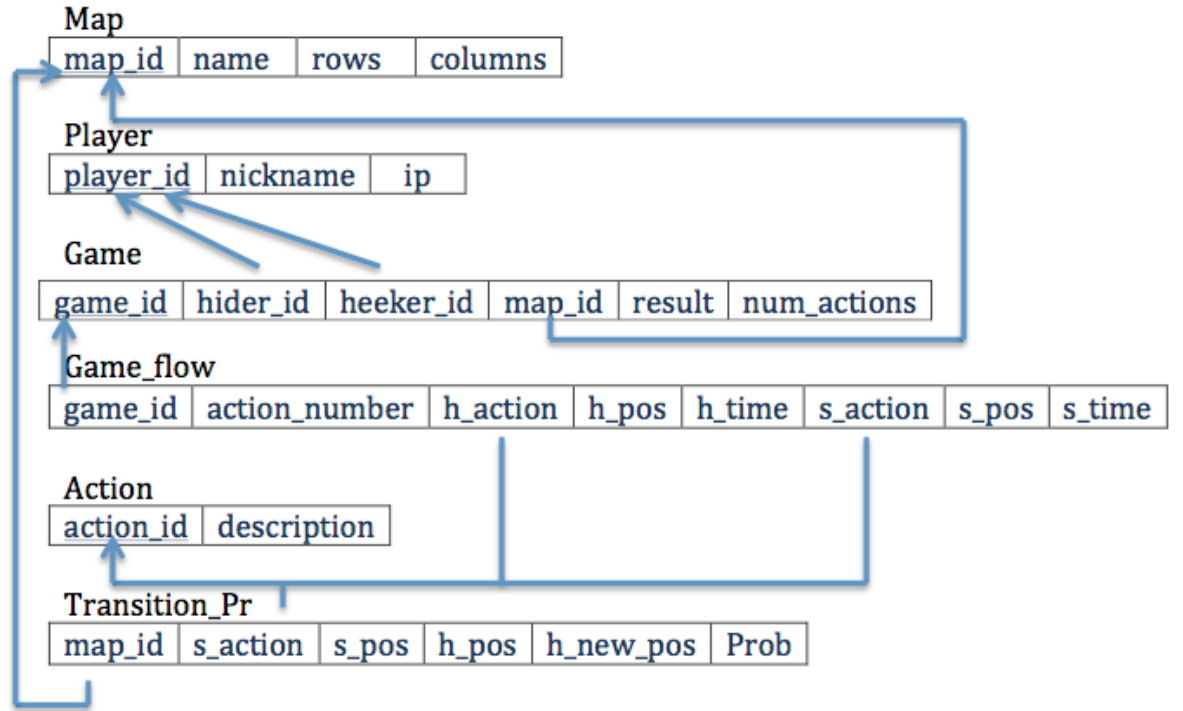 Map
map_id name rows columns
Player
player_id nickname ip
Game
game_id hider_id heeker_id map_id result num_actions
Game_flow
game_id action_number h_action h_pos h_time s_action s_pos s_time
Action
action_id description
Transition_Pr
map_id s_action s_pos h_pos h_new_pos Prob